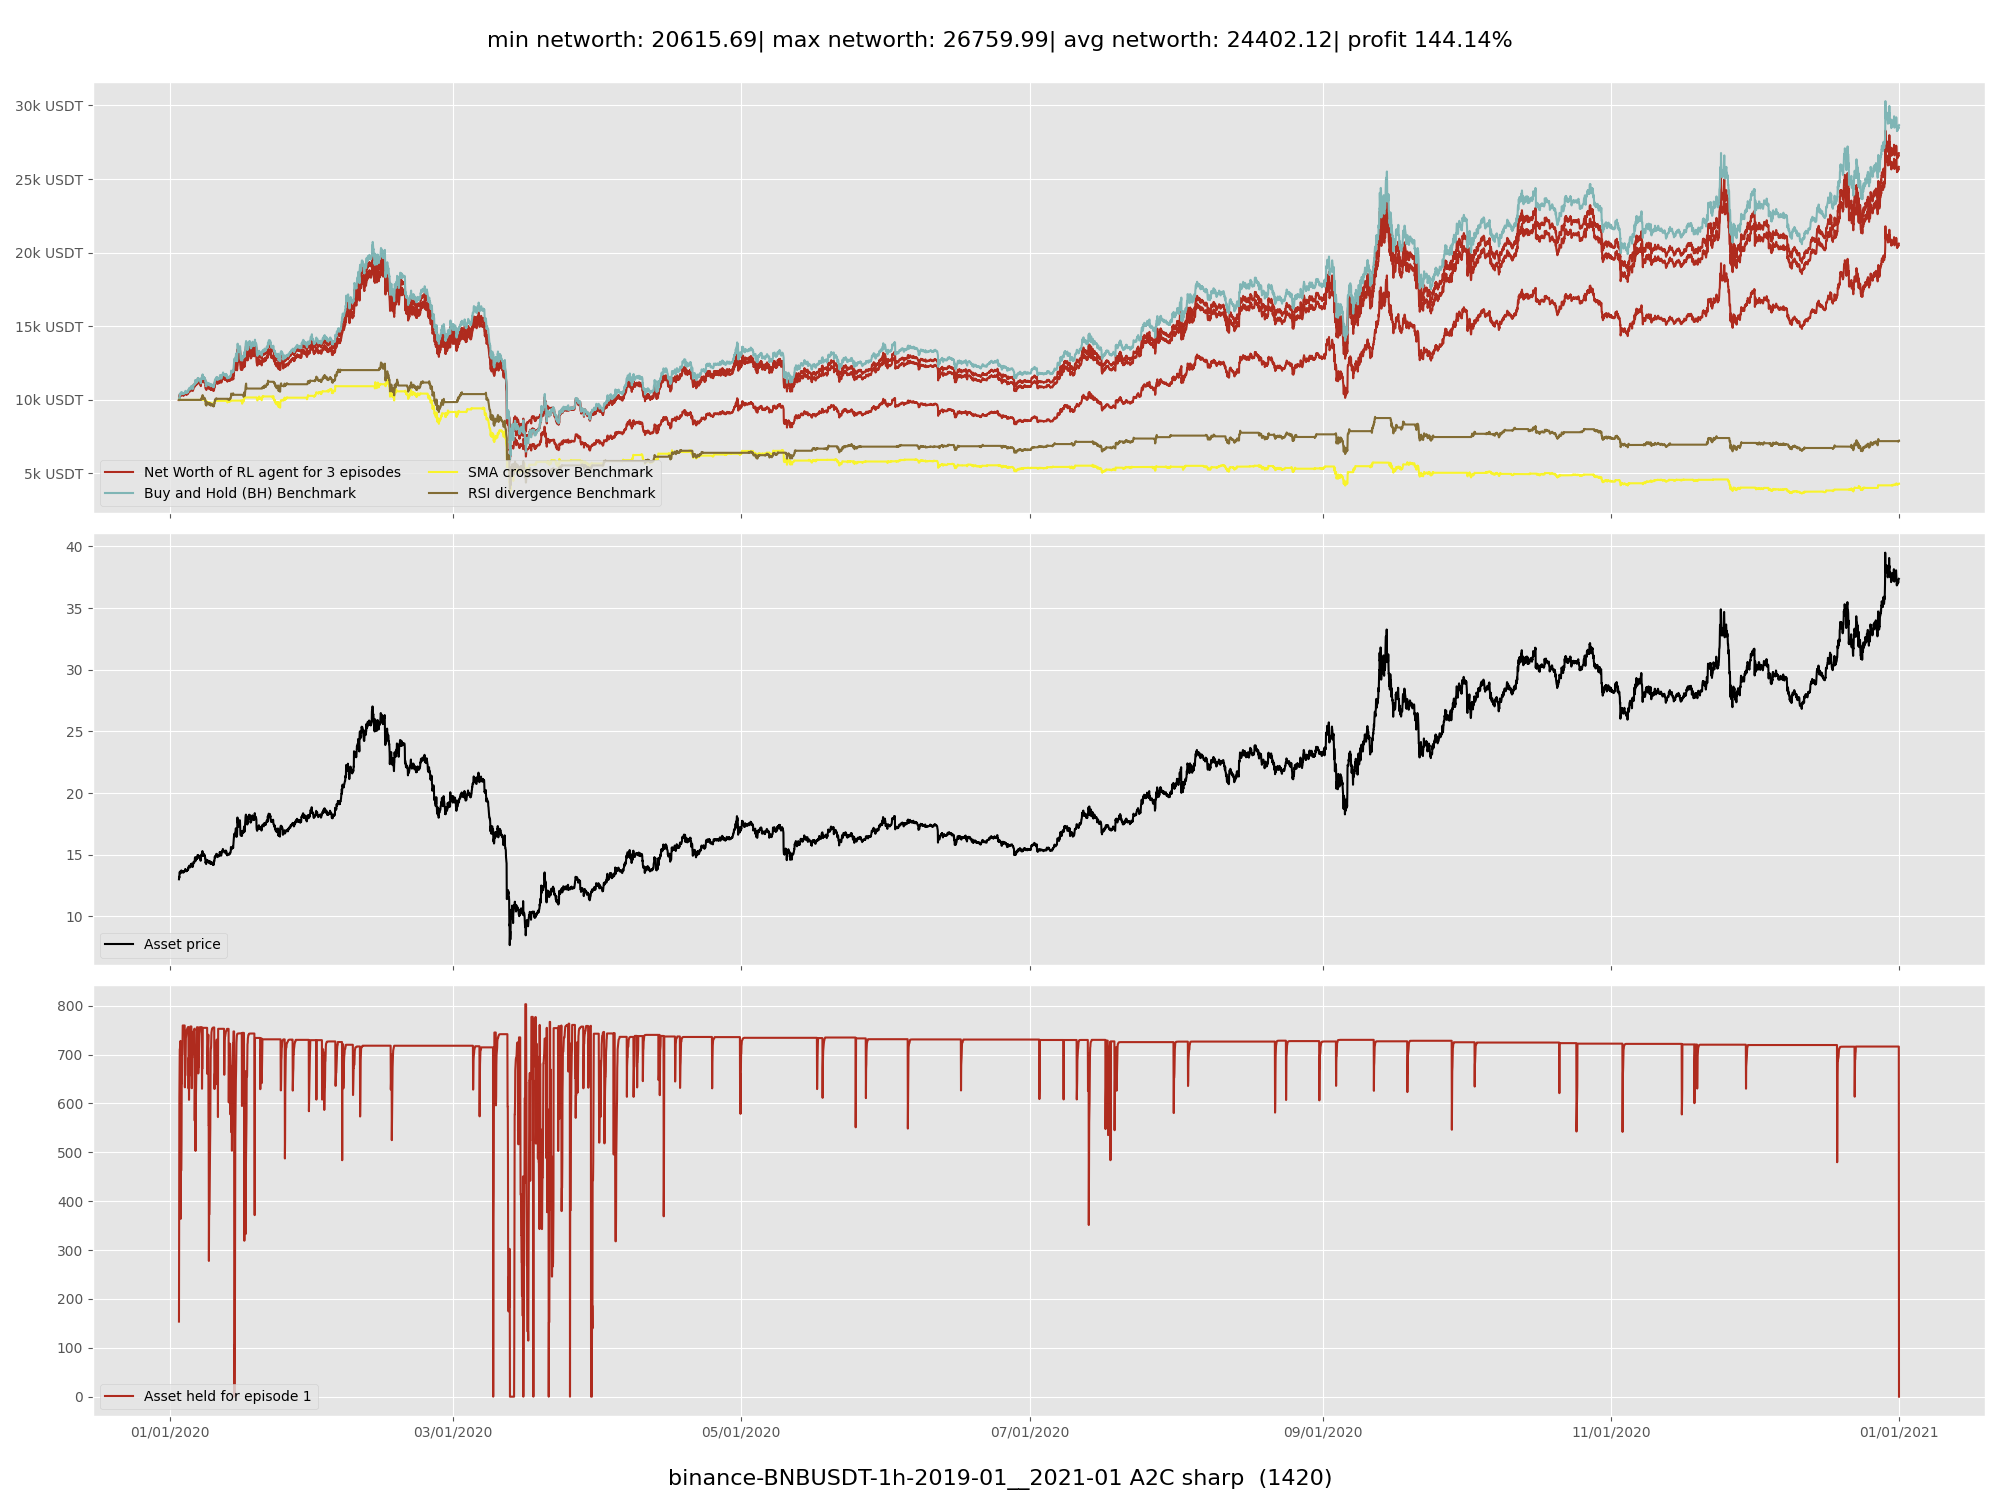 min networth: 20615.69| max networth: 26759.99| avg networth: 24402.12| profit 144.14%
30k USDT
25k USDT
20k USDT
15k USDT
10k USDT
5k USDT
Net Worth of RL agent for 3 episodes
Buy and Hold (BH) Benchmark
SMA crossover Benchmark
RSI divergence Benchmark
40
35
30
25
20
15
10
Asset price
800
700
600
500
400
300
200
100
0
Asset held for episode 1
01/01/2020 03/01/2020 05/01/2020 07/01/2020 09/01/2020 11/01/2020 01/01/2021
binance-BNBUSDT-1h-2019-01__2021-01 A2C sharp (1420)